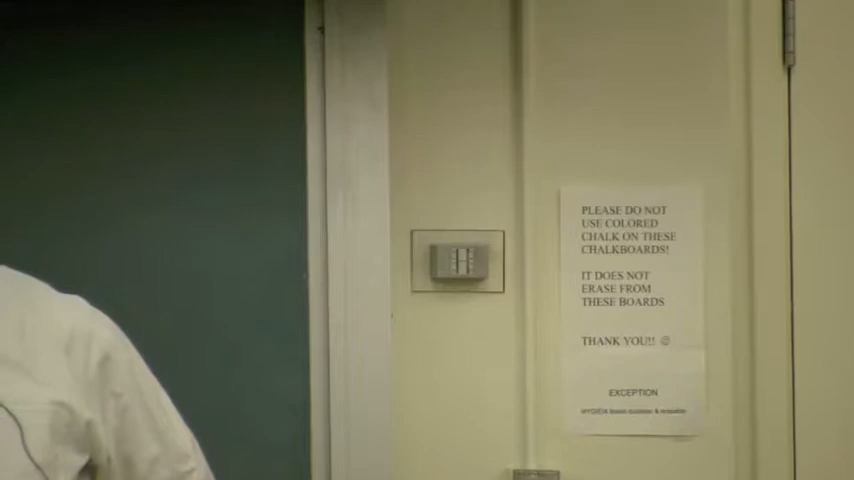 PLEASE DO NOT
USE COLORED
CHALK ON THESE
CHALKBOARDS!
IT DOES NOT
ERASE FROM
THESE BOARDS
THANK YOU!! ☺
EXCEPTION